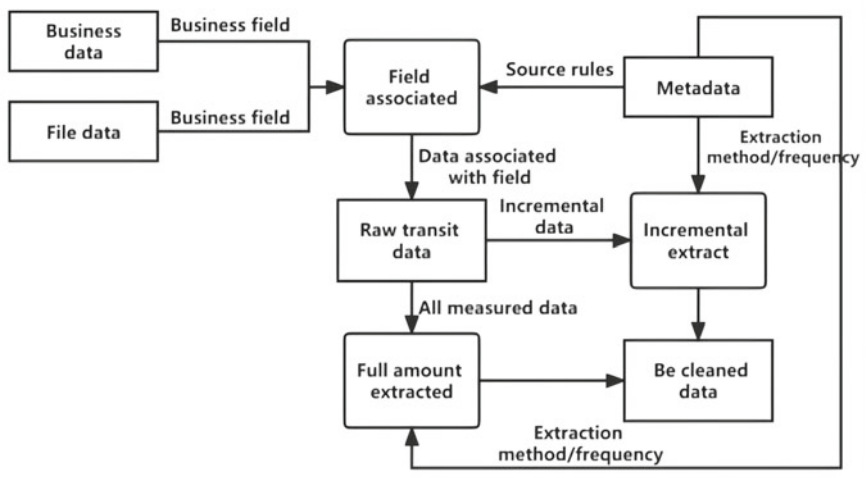 Business
data
Business field
File data
Business field
Field
associated
Source rules
Metadata
Extraction
method/frequency
Data associated
with field
Raw transit
data
Incremental
data
Incremental
extract
All measured data
Full amount
extracted
Be cleaned
data
Extraction
method/frequency